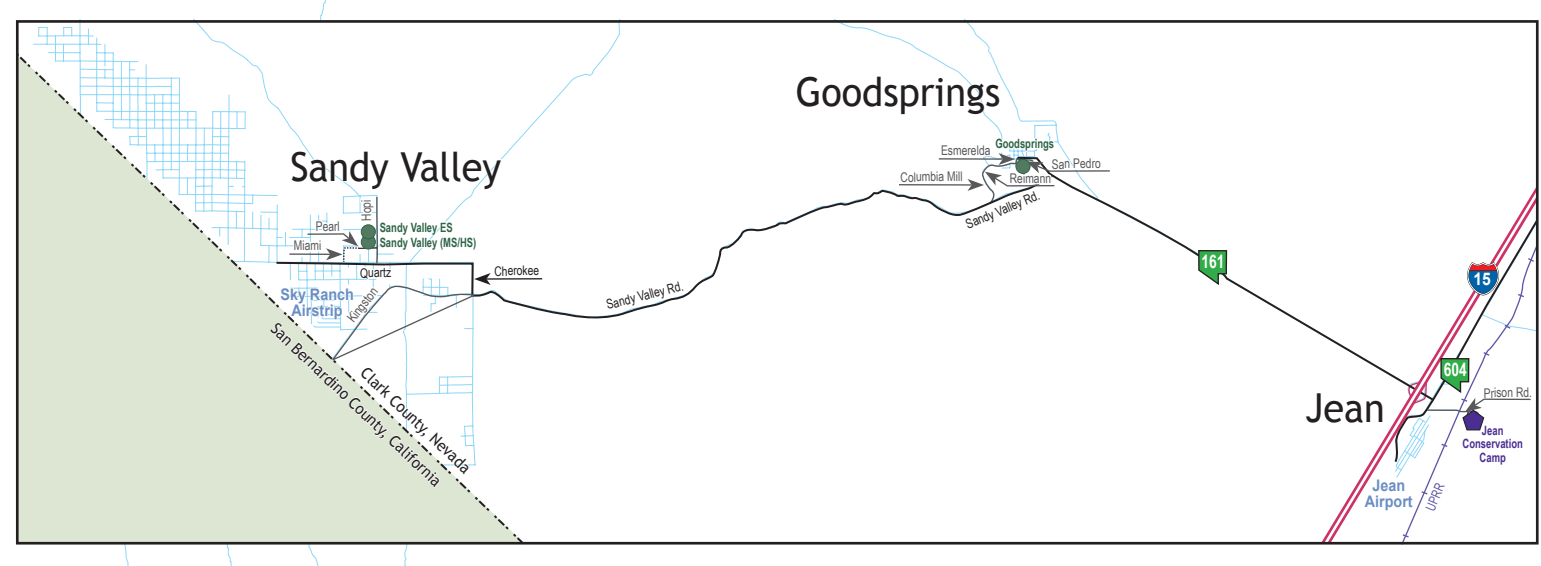 Goodsprings
Sandy Valley
Esmerelda
Goodsprings
San Pedro
Columbia Mill
Reimann
Sandy Valley Rd.
Hopi
Pearl
Miami
Sandy Valley ES
Sandy Valley (MS/HS)
Quartz
Cherokee
Sky Ranch
Airstrip
Kingston
Sandy Valley Rd.
161
15
604
San Bernardino County, California
Clark County, Nevada
Jean
Prison Rd.
Jean
Conservation
Camp
Jean
Airport
UPRR